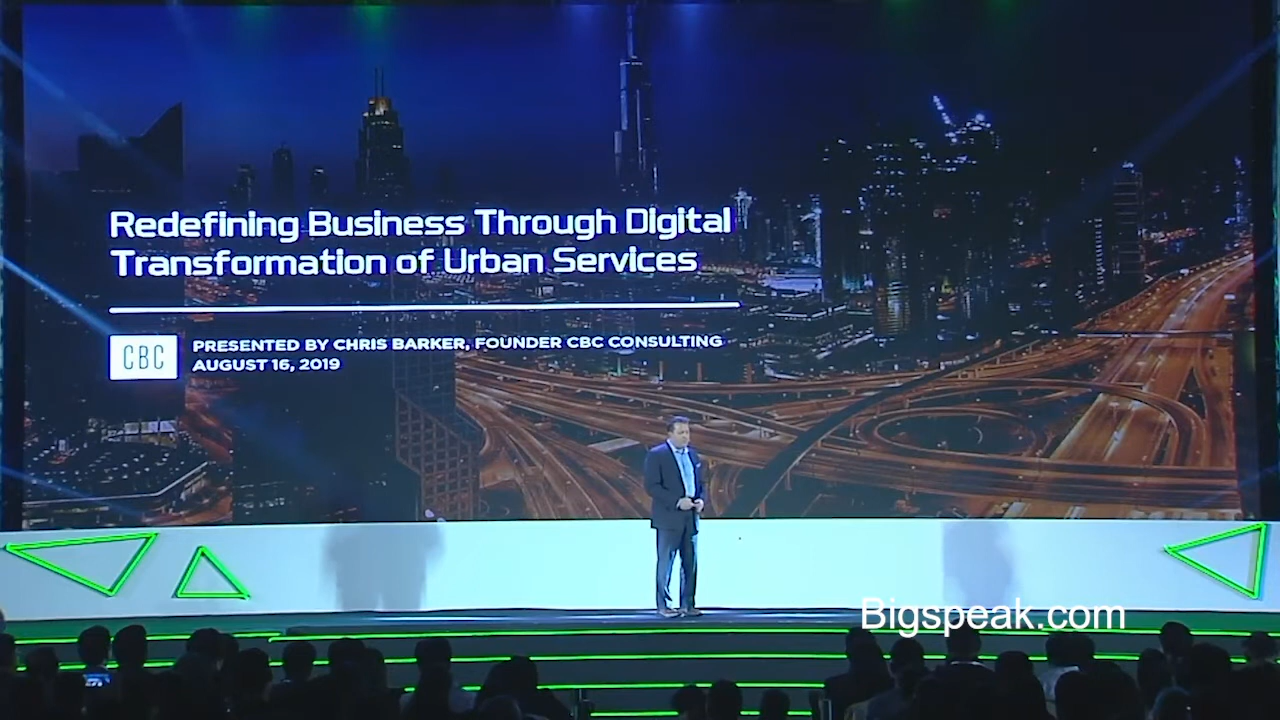 Redefining Business Through Digital
Transformation of Urban Services
CBC
PRESENTED BY CHRIS BARKER, FOUNDER CBC CONSULTING
AUGUST 16, 2019
Bigspeak.com